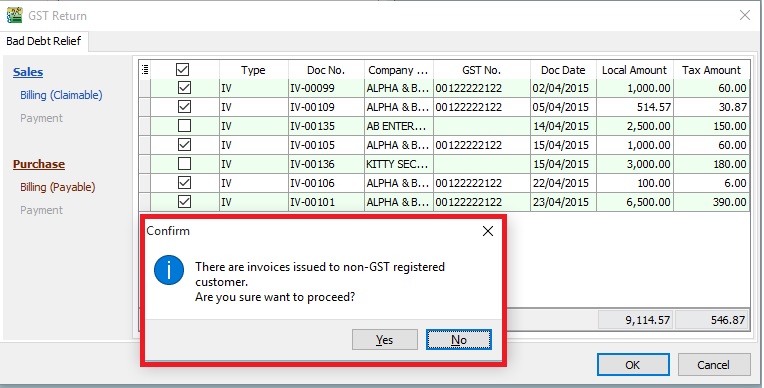 GST Return
Bad Debt Relief
Sales
Billing (Claimable)
Payment
Purchase
Billing (Payable)
Payment
Type Doc No. Company ... GST No. Doc Date Local Amount Tax Amount
IV IV-00099 ALPHA & B... 00122222122 02/04/2015 1,000.00 60.00
IV IV-00109 ALPHA & B... 00122222122 05/04/2015 514.57 30.87
IV IV-00135 AB ENTER... 14/04/2015 2,500.00 150.00
IV IV-00105 ALPHA & B... 00122222122 15/04/2015 1,000.00 60.00
IV IV-00136 KITTY SEC... 15/04/2015 3,000.00 180.00
IV IV-00106 ALPHA & B... 00122222122 22/04/2015 100.00 6.00
IV IV-00101 ALPHA & B... 00122222122 23/04/2015 6,500.00 390.00
Confirm
There are invoices issued to non-GST registered
customer.
Are you sure want to proceed?
Yes No
9,114.57 546.87
OK Cancel